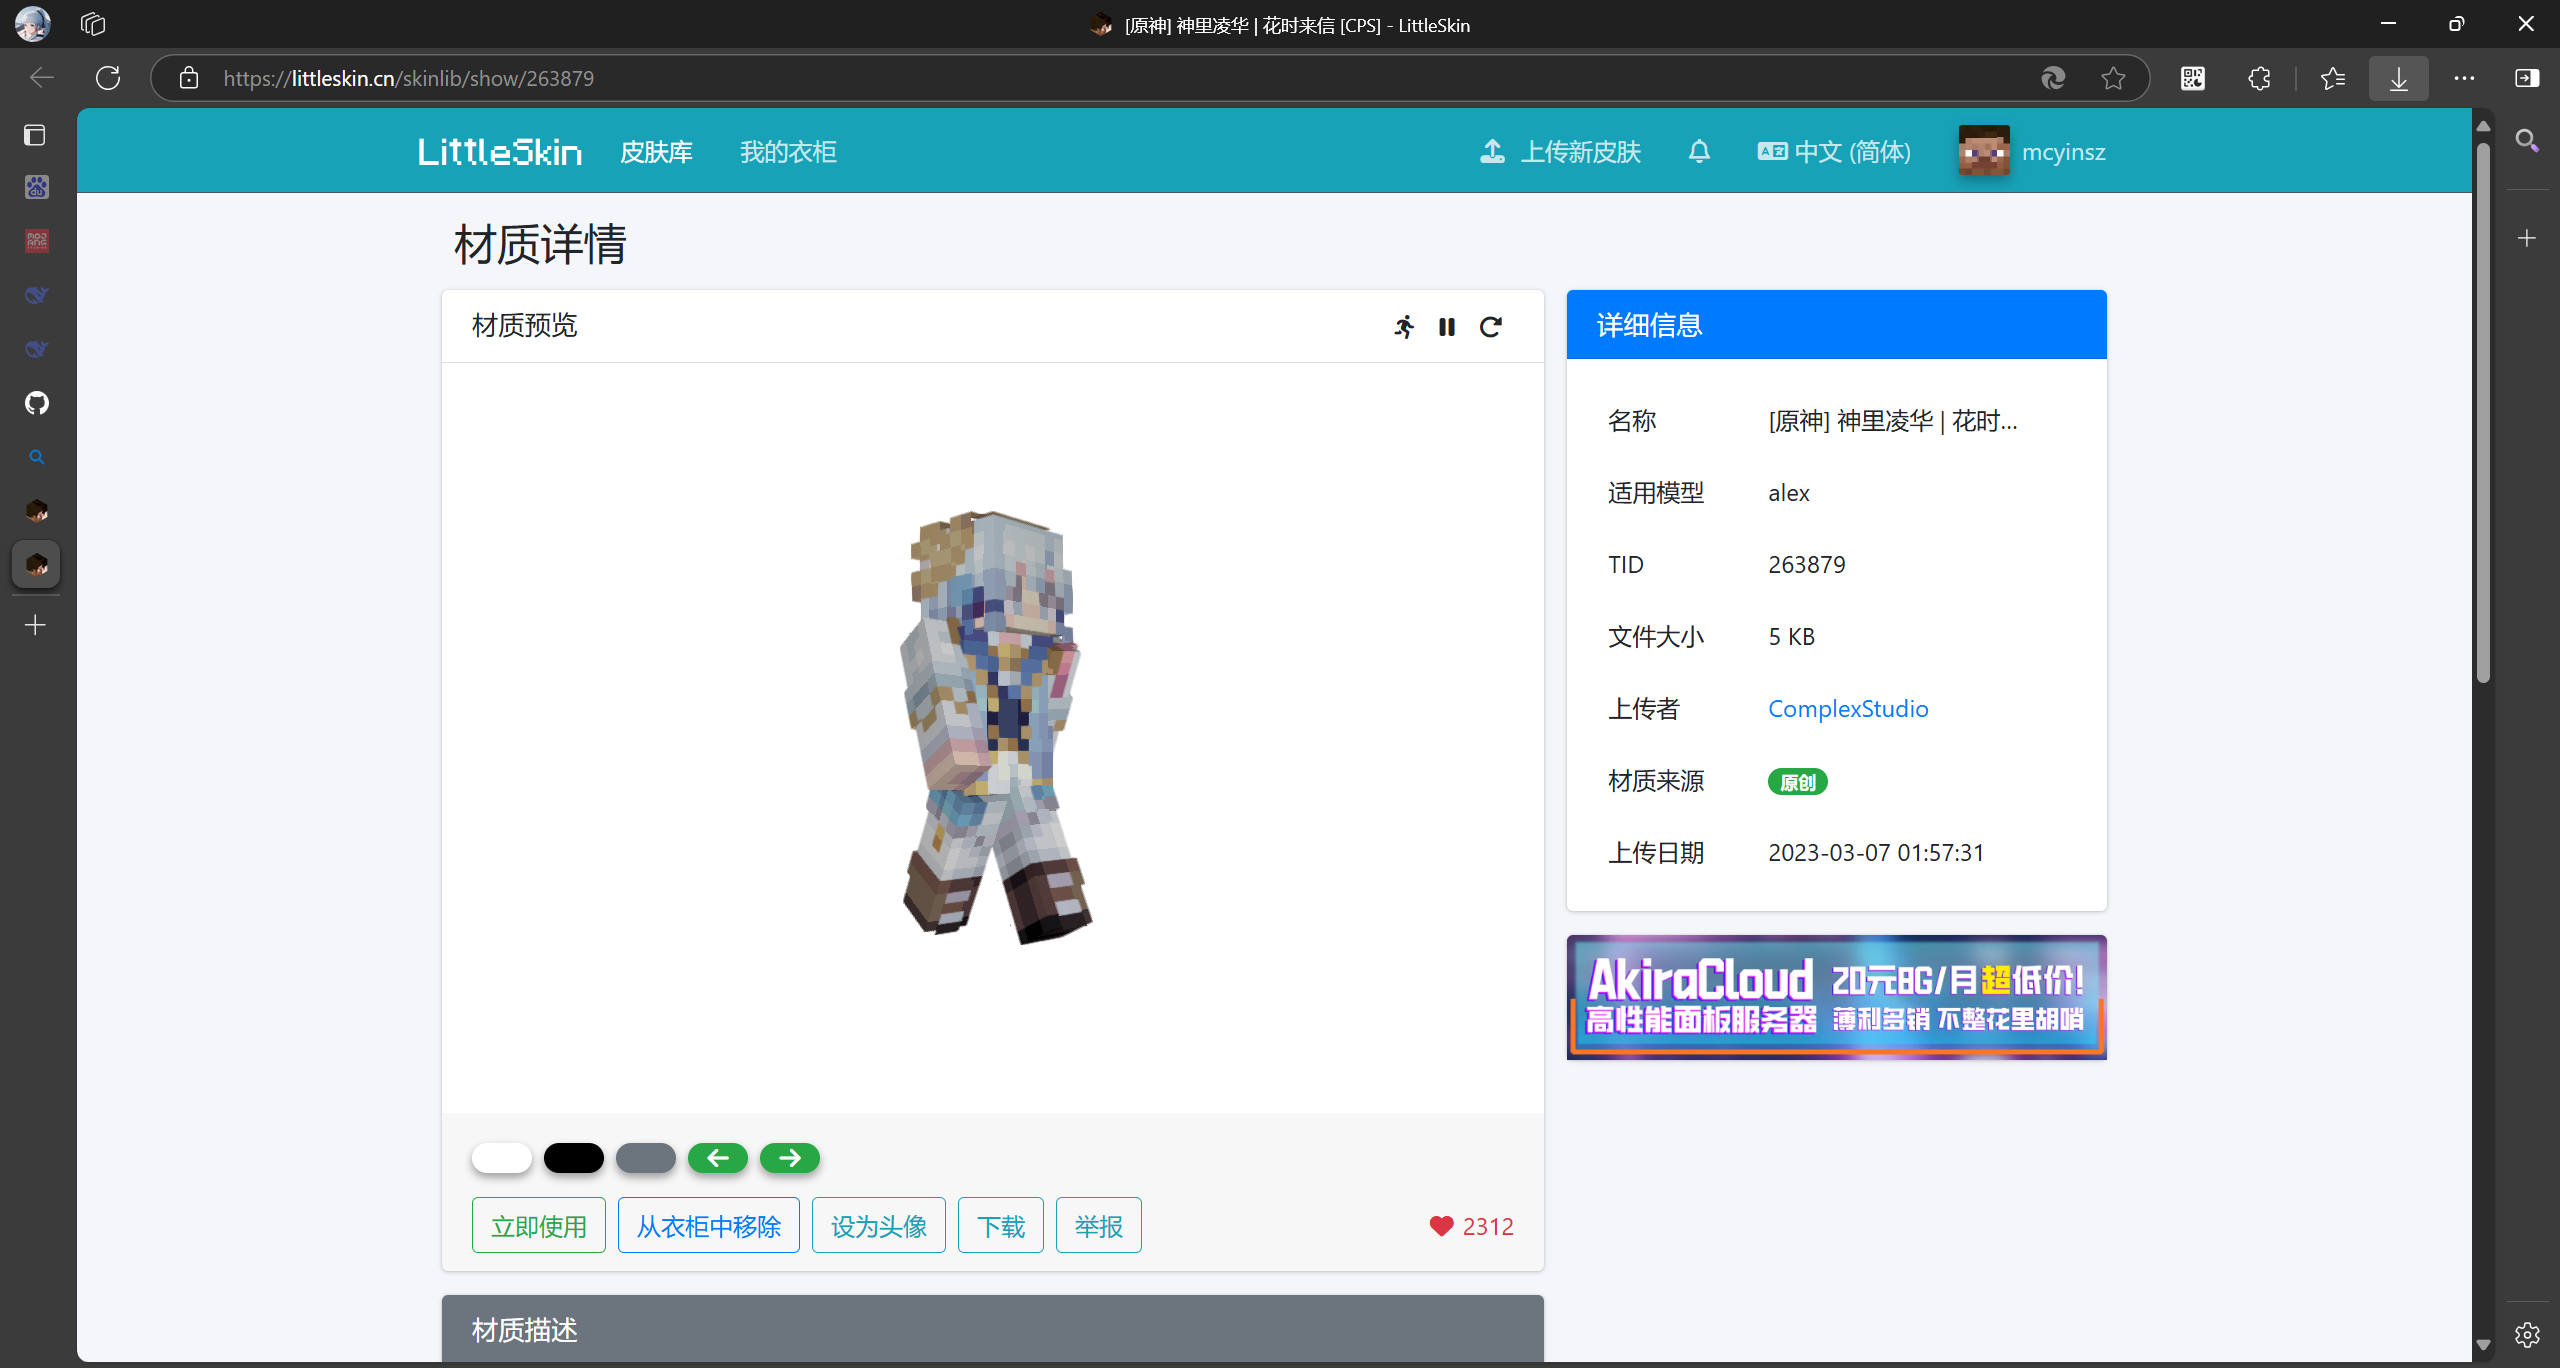 [原神] 神里凌华 | 花时来信 [CPS] - LittleSkin
https://littleskin.cn/skinlib/show/263879
LittleSkin 皮肤库 我的衣柜 上传新皮肤 中文 (简体) mcyinsz
材质详情
材质预览
详细信息
名称 [原神] 神里凌华 | 花时...
适用模型 alex
TID 263879
文件大小 5 KB
上传者 ComplexStudio
材质来源 原创
上传日期 2023-03-07 01:57:31
AkiraCloud 20元8G/月超低价!
高性能面板服务器 薄利多销 不整花里胡哨
立即使用 从衣柜中移除 设为头像 下载 举报 2312
材质描述
du
MOJ
ANG